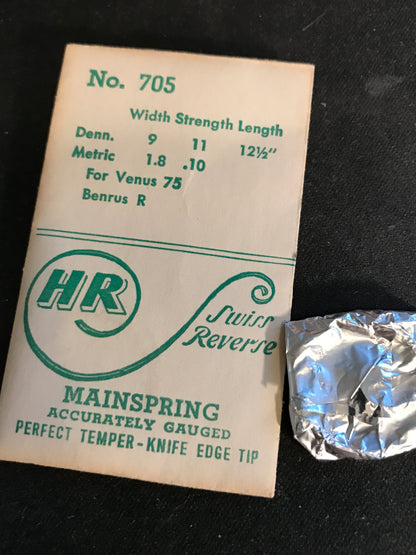 No. 705
Width Strength Length
Denn. 9 11 12½"
Metric 1.8 .10
For Venus 75
Benrus R
HR
Swiss
Reverse
MAINSPRING
ACCURATELY GAUGED
PERFECT TEMPER-KNIFE EDGE TIP